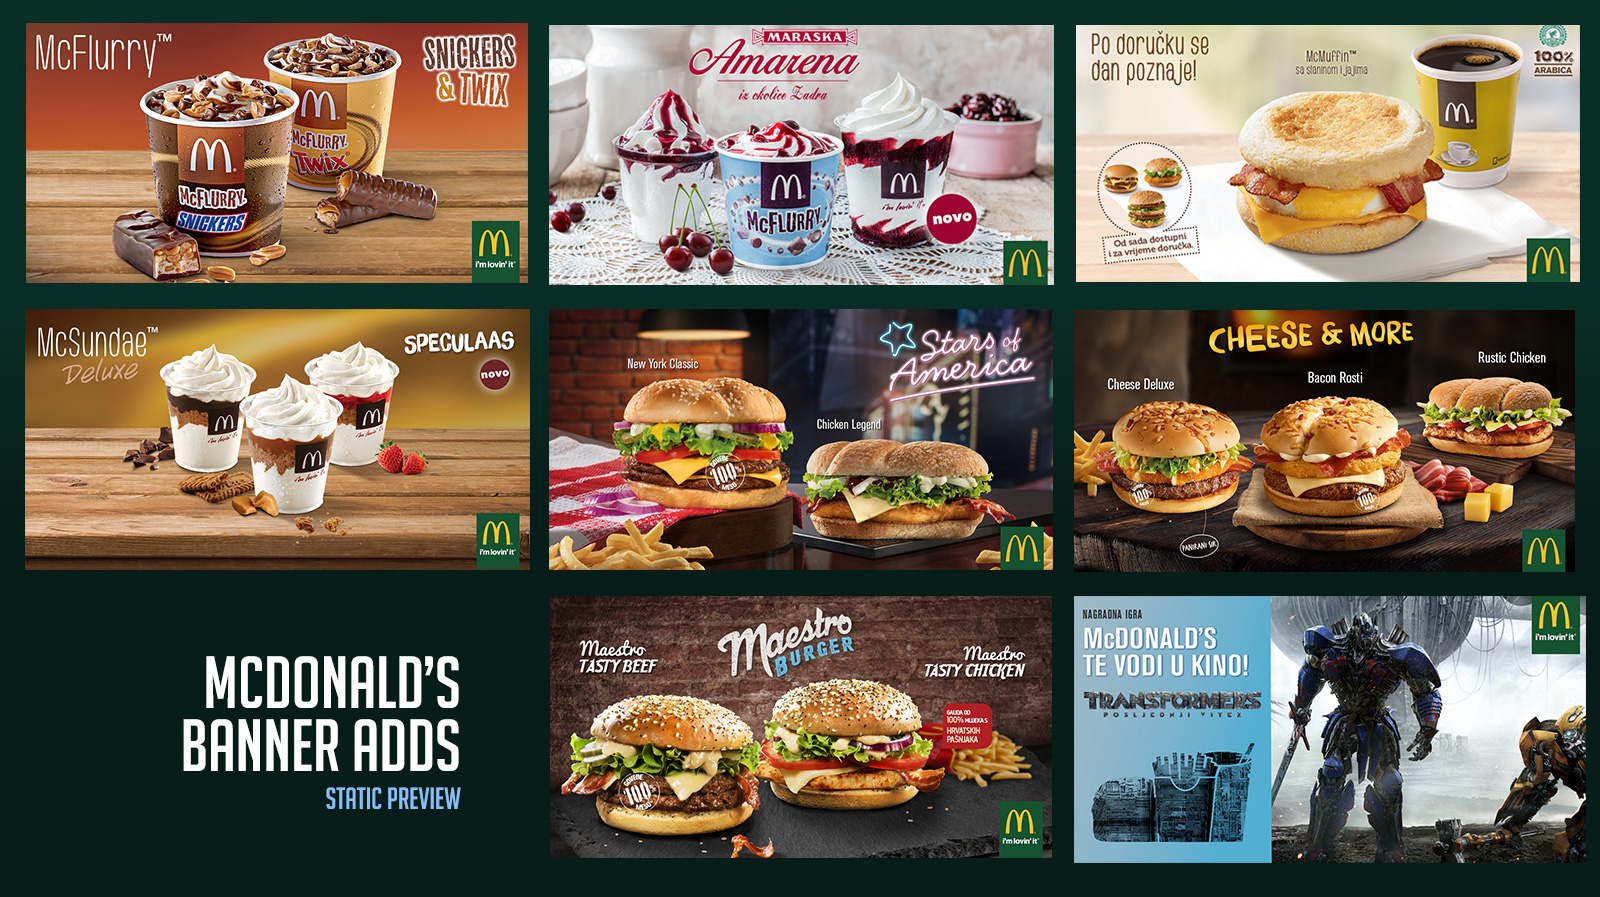 McFlurry™
SNICKERS
& TWIX
McFLURRY
Twix
McFLURRY
SNICKERS
i'm lovin' it
MARASKA
Amarena
iz okolice Zadra
McFLURRY
novo
Po doručku se
dan poznaje!
McMuffin™
sa slaninom i jajima
100%
ARABICA
Od sada dostupni
i za vrijeme doručka.
McSundae™
Deluxe
SPECULAAS
novo
i'm lovin' it
Stars of
America
New York Classic
Chicken Legend
100%
CHEESE & MORE
Cheese Deluxe
Bacon Rosti
Rustic Chicken
100%
100%
PANIRANI SIR
MCDONALD'S
BANNER ADDS
STATIC PREVIEW
Maestro
BURGER
Maestro
TASTY BEEF
Maestro
TASTY CHICKEN
GAUDA OD
100% MLIJEKA S
HRVATSKIH
PAŠNJAKA
GOVEĐE
100%
MESO
i'm lovin' it
NAGRADNA IGRA
McDONALD'S
TE VODI U KINO!
TRANSFORMERS
POSLJEDNJI VITEZ
i'm lovin' it